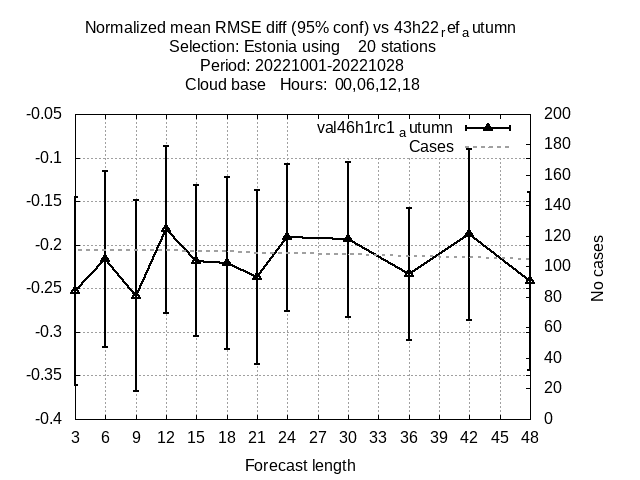 Normalized mean RMSE diff (95% conf) vs 43h22ref autumn
Selection: Estonia using 20 stations
Period: 20221001-20221028
Cloud base Hours: 00,06,12,18
val46h1rc1autumn
Cases
-0.05
-0.1
-0.15
-0.2
-0.25
-0.3
-0.35
-0.4
200
180
160
140
120
100
80
60
40
20
0
No cases
3 6 9 12 15 18 21 24 27 30 33 36 39 42 45 48
Forecast length